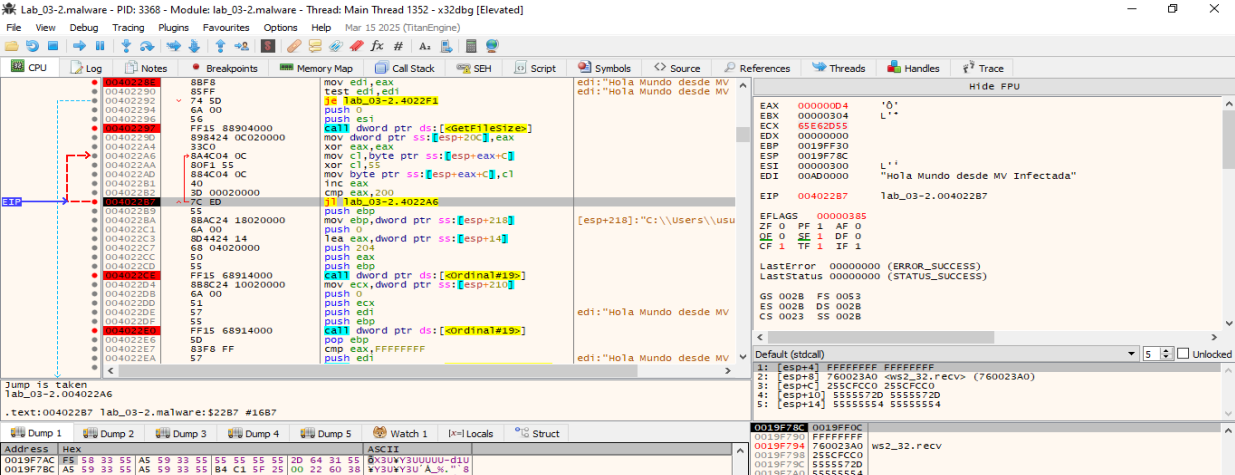 Lab_03-2.malware - PID: 3368 - Module: lab_03-2.malware - Thread: Main Thread 1352 - x32dbg [Elevated]
File View Debug Tracing Plugins Favourites Options Help Mar 15 2025 (TitanEngine)
CPU Log Notes Breakpoints Memory Map Call Stack SEH Script Symbols Source References Threads Handles Trace
0040228E 8BF8 mov edi,eax edi:"Hola Mundo desde MV
00402290 85FF test edi,edi edi:"Hola Mundo desde MV
00402292 74 5D je lab_03-2.4022F1
00402294 6A 00 push 0
00402296 56 push esi
00402297 FF15 88904000 call dword ptr ds:[<GetFileSize>]
0040229D 898424 0C020000 mov dword ptr ss:[esp+20C],eax
004022A4 33C0 xor eax,eax
004022A6 8A4C04 0C mov cl,byte ptr ss:[esp+eax+C]
004022AA 80F1 55 xor cl,55
004022AD 884C04 0C mov byte ptr ss:[esp+eax+C],cl
004022B1 40 inc eax
004022B2 3D 00020000 cmp eax,200
EIP 004022B7 7C ED jl lab_03-2.4022A6
004022B9 55 push ebp
004022BA 8BAC24 18020000 mov ebp,dword ptr ss:[esp+218] [esp+218]:"C:\\Users\\usu
004022C1 6A 00 push 0
004022C3 8D4424 14 lea eax,dword ptr ss:[esp+14]
004022C7 68 04020000 push 204
004022CC 50 push eax
004022CD 55 push ebp
004022CE FF15 68914000 call dword ptr ds:[<Ordinal#19>]
004022D4 8B8C24 10020000 mov ecx,dword ptr ss:[esp+210]
004022DB 6A 00 push 0
004022DD 51 push ecx
004022DE 57 push edi edi:"Hola Mundo desde MV
004022DF 55 push ebp
004022E0 FF15 68914000 call dword ptr ds:[<Ordinal#19>]
004022E6 5D pop ebp
004022E7 83F8 FF cmp eax,FFFFFFFF
004022EA 57 push edi edi:"Hola Mundo desde MV
Jump is taken
lab_03-2.004022A6
.text:004022B7 lab_03-2.malware:$22B7 #16B7
Hide FPU
EAX 000000D4 'Ô'
EBX 00000304 L'̄'
ECX 65E62D55
EDX 00000000
EBP 0019FF30
ESP 0019F78C
ESI 00000300 L'̀'
EDI 00AD0000 "Hola Mundo desde MV Infectada"
EIP 004022B7 lab_03-2.004022B7
EFLAGS 00000385
ZF 0 PF 1 AF 0
OF 0 SF 1 DF 0
CF 1 TF 1 IF 1
LastError 00000000 (ERROR_SUCCESS)
LastStatus 00000000 (STATUS_SUCCESS)
GS 002B FS 0053
ES 002B DS 002B
CS 0023 SS 002B
Default (stdcall) 5 Unlocked
1: [esp+4] FFFFFFFF FFFFFFFF
2: [esp+8] 760023A0 <ws2_32.recv> (760023A0)
3: [esp+C] 255CFCC0 255CFCC0
4: [esp+10] 5555572D 5555572D
5: [esp+14] 55555554 55555554
Dump 1 Dump 2 Dump 3 Dump 4 Dump 5 Watch 1 Locals Struct
Address Hex ASCII
0019F7AC F5 58 33 55 A5 59 33 55 55 55 55 55 2D 64 31 55 õX3U¥Y3UUUUU-d1U
0019F7BC A5 59 33 55 A5 59 33 55 B4 C1 5F 25 00 22 60 38 ¥Y3U¥Y3U´Á_%."`8
0019F78C 0019FF0C
0019F790 FFFFFFFF
0019F794 760023A0 ws2_32.recv
0019F798 255CFCC0
0019F79C 5555572D
0019F7A0 55555554